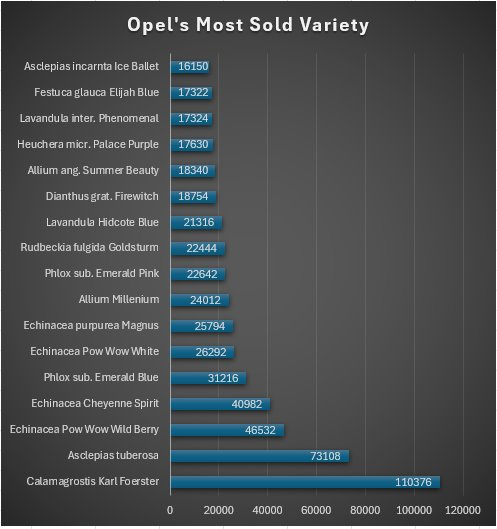 Opel's Most Sold Variety
Asclepias incarnta Ice Ballet 16150
Festuca glauca Elijah Blue 17322
Lavandula inter. Phenomenal 17324
Heuchera micr. Palace Purple 17630
Allium ang. Summer Beauty 18340
Dianthus grat. Firewitch 18754
Lavandula Hidcote Blue 21316
Rudbeckia fulgida Goldsturm 22444
Phlox sub. Emerald Pink 22642
Allium Millenium 24012
Echinacea purpurea Magnus 25794
Echinacea Pow Wow White 26292
Phlox sub. Emerald Blue 31216
Echinacea Cheyenne Spirit 40982
Echinacea Pow Wow Wild Berry 46532
Asclepias tuberosa 73108
Calamagrostis Karl Foerster 110376
0 20000 40000 60000 80000 100000 120000